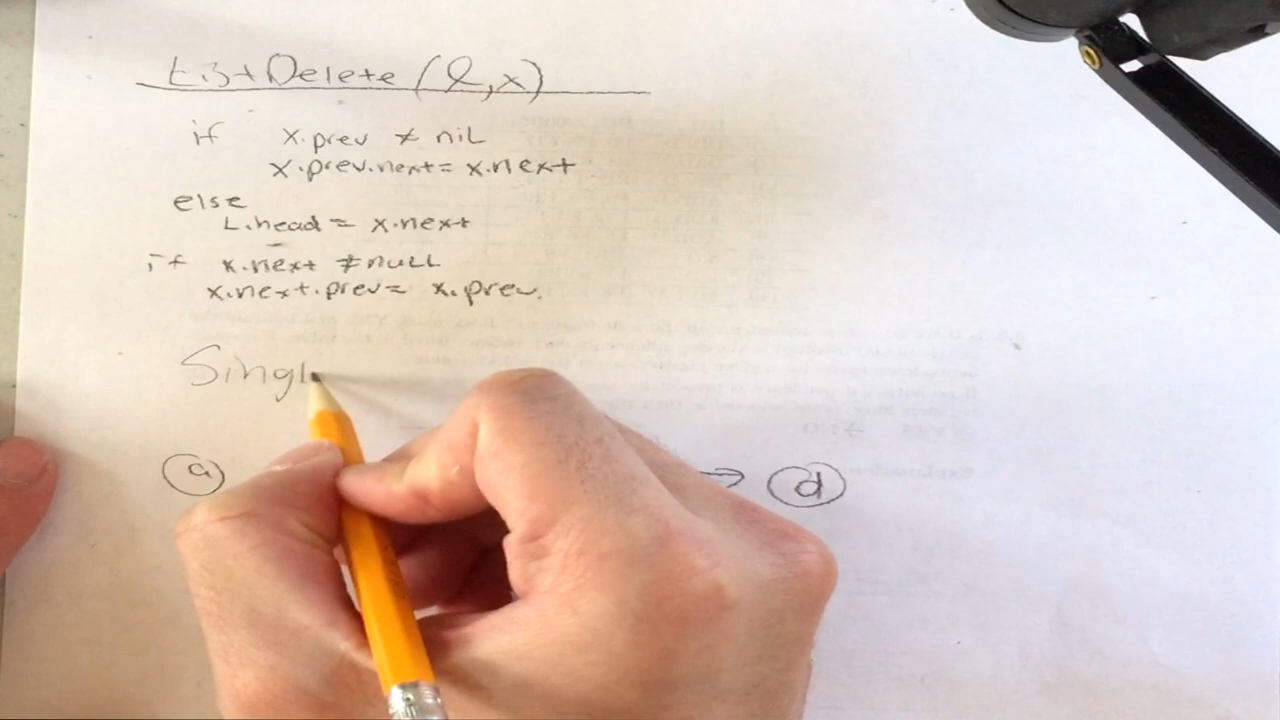 ListDelete (l,x)
if x.prev ≠ nil
x.prev.next = x.next
else
L.head = x.next
if x.next ≠ null
x.next.prev = x.prev.
Singl
a → d